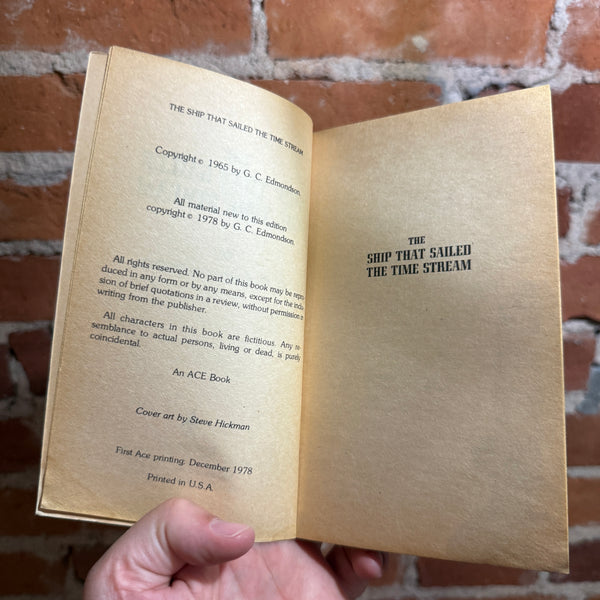 THE SHIP THAT SAILED THE TIME STREAM
Copyright © 1965 by G. C. Edmondson.
All material new to this edition
copyright © 1978 by G. C. Edmondson
All rights reserved. No part of this book may be repro-
duced in any form or by any means, except for the inclu-
sion of brief quotations in a review, without permission in
writing from the publisher.
All characters in this book are fictitious. Any re-
semblance to actual persons, living or dead, is purely
coincidental.
An ACE Book
Cover art by Steve Hickman
First Ace printing: December 1978
Printed in U.S.A.
THE
SHIP THAT SAILED
THE TIME STREAM